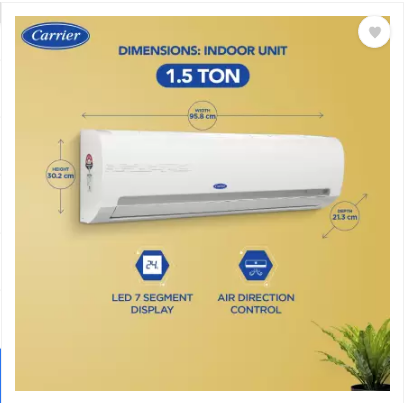 Carrier
DIMENSIONS: INDOOR UNIT
1.5 TON
WIDTH
95.8 cm
HEIGHT
30.2 cm
Carrier
DEPTH
21.3 cm
24.
LED 7 SEGMENT
DISPLAY
AIR DIRECTION
CONTROL